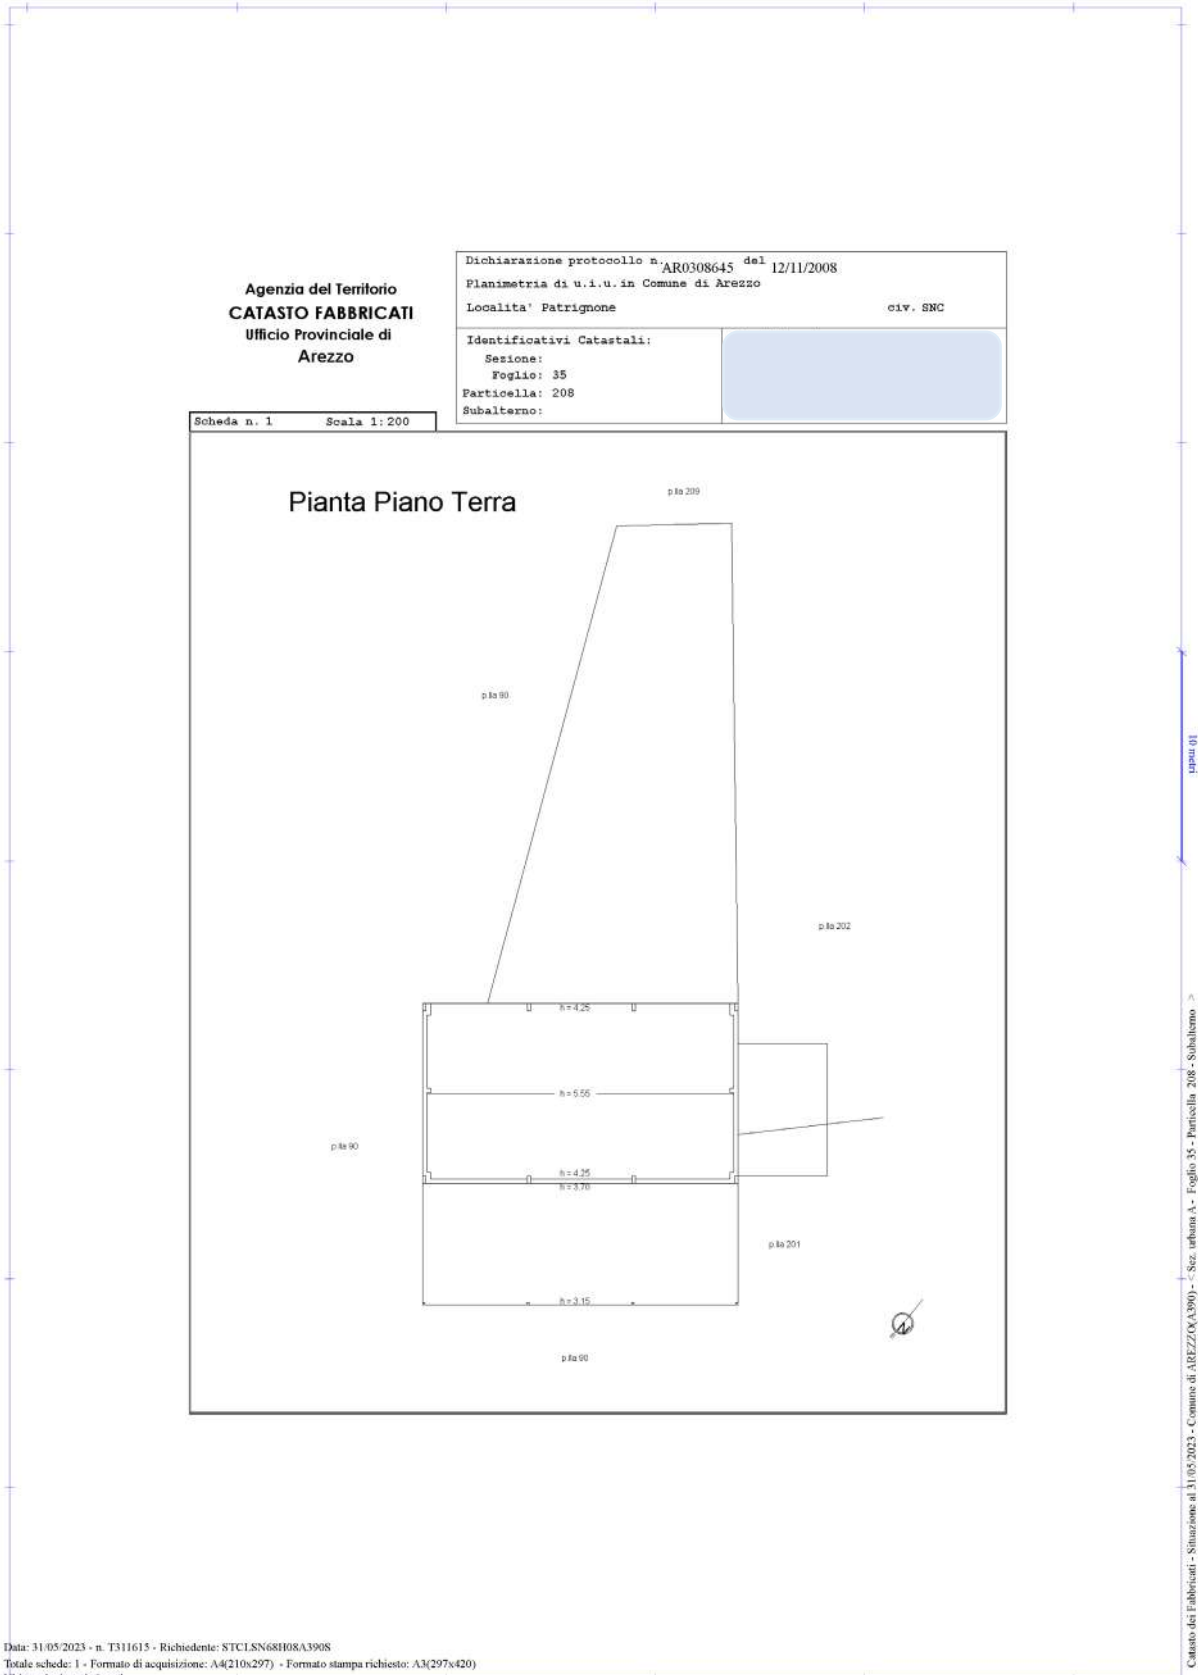 Agenzia del Territorio
CATASTO FABBRICATI
Ufficio Provinciale di
Arezzo
Dichiarazione protocollo n. AR0308645 del 12/11/2008
Planimetria di u.i.u. in Comune di Arezzo
Localita' Patrignone civ. SNC
Identificativi Catastali:
Sezione:
Foglio: 35
Particella: 208
Subalterno:
Scheda n. 1 Scala 1:200
Pianta Piano Terra
p.lla 209
p.lla 90
p.lla 202
h=4.25
h=5.55
p.lla 90
h=4.25
h=3.70
p.lla 201
h=3.15
p.lla 90
N
10 metri
Catasto dei Fabbricati - Situazione al 31/05/2023 - Comune di AREZZO(A390) - < Sez. urbana A - Foglio 35 - Particella 208 - Subalterno >
Data: 31/05/2023 - n. T311615 - Richiedente: STCLSN68H08A390S
Totale schede: 1 - Formato di acquisizione: A4(210x297) - Formato stampa richiesto: A3(297x420)